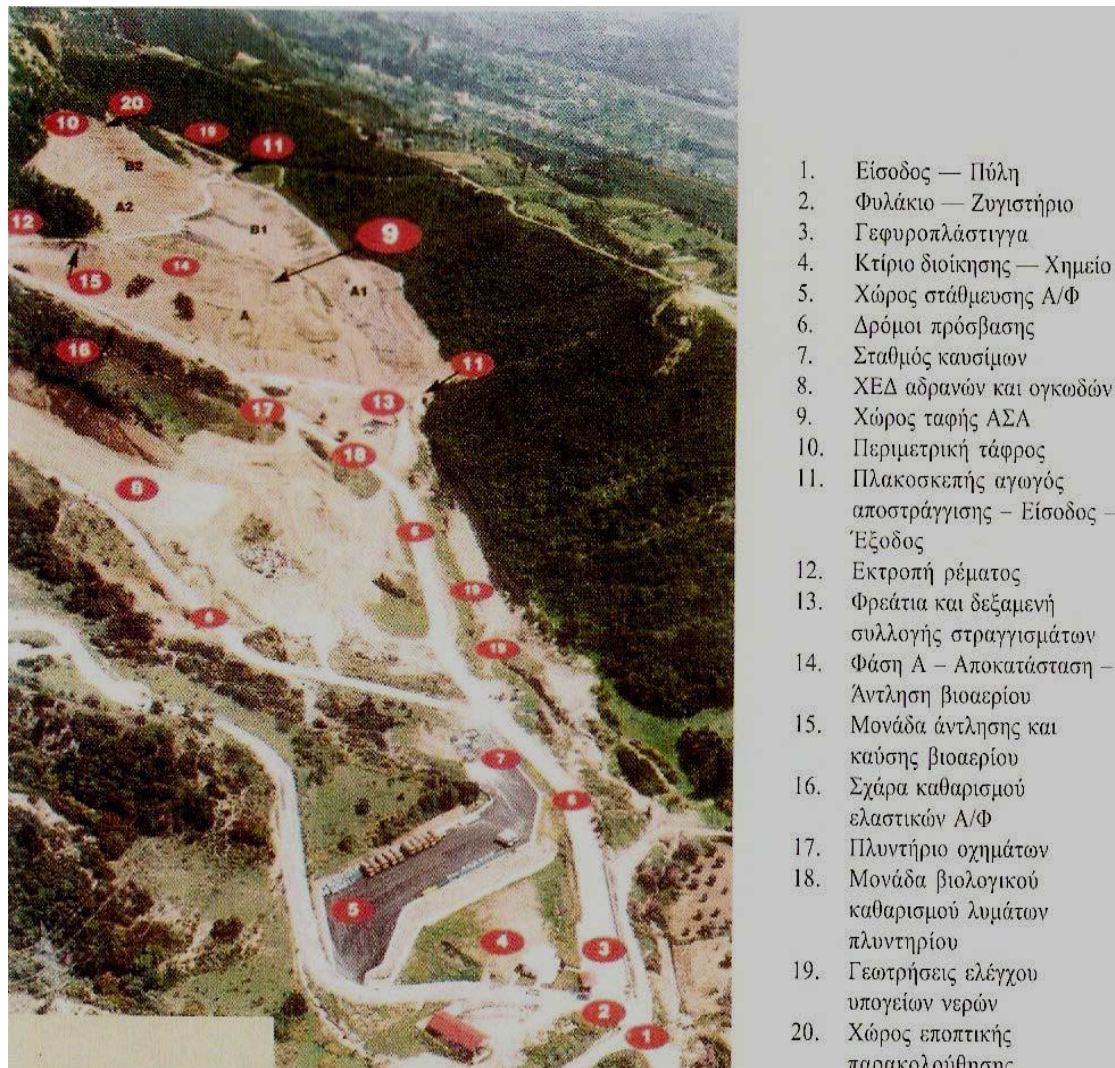 20
10
19
11
B2
A2
12
B1
9
14
15
A1
A
16
11
13
17
18
8
6
19
6
19
7
6
5
4
3
2
1
1. Είσοδος — Πύλη
2. Φυλάκιο — Ζυγιστήριο
3. Γεφυροπλάστιγγα
4. Κτίριο διοίκησης — Χημείο
5. Χώρος στάθμευσης Α/Φ
6. Δρόμοι πρόσβασης
7. Σταθμός καυσίμων
8. ΧΕΔ αδρανών και ογκωδών
9. Χώρος ταφής ΑΣΑ
10. Περιμετρική τάφρος
11. Πλακοσκεπής αγωγός
αποστράγγισης – Είσοδος –
Έξοδος
12. Εκτροπή ρέματος
13. Φρεάτια και δεξαμενή
συλλογής στραγγισμάτων
14. Φάση Α – Αποκατάσταση –
Άντληση βιοαερίου
15. Μονάδα άντλησης και
καύσης βιοαερίου
16. Σχάρα καθαρισμού
ελαστικών Α/Φ
17. Πλυντήριο οχημάτων
18. Μονάδα βιολογικού
καθαρισμού λυμάτων
πλυντηρίου
19. Γεωτρήσεις ελέγχου
υπογείων νερών
20. Χώρος εποπτικής
παρακολούθησης